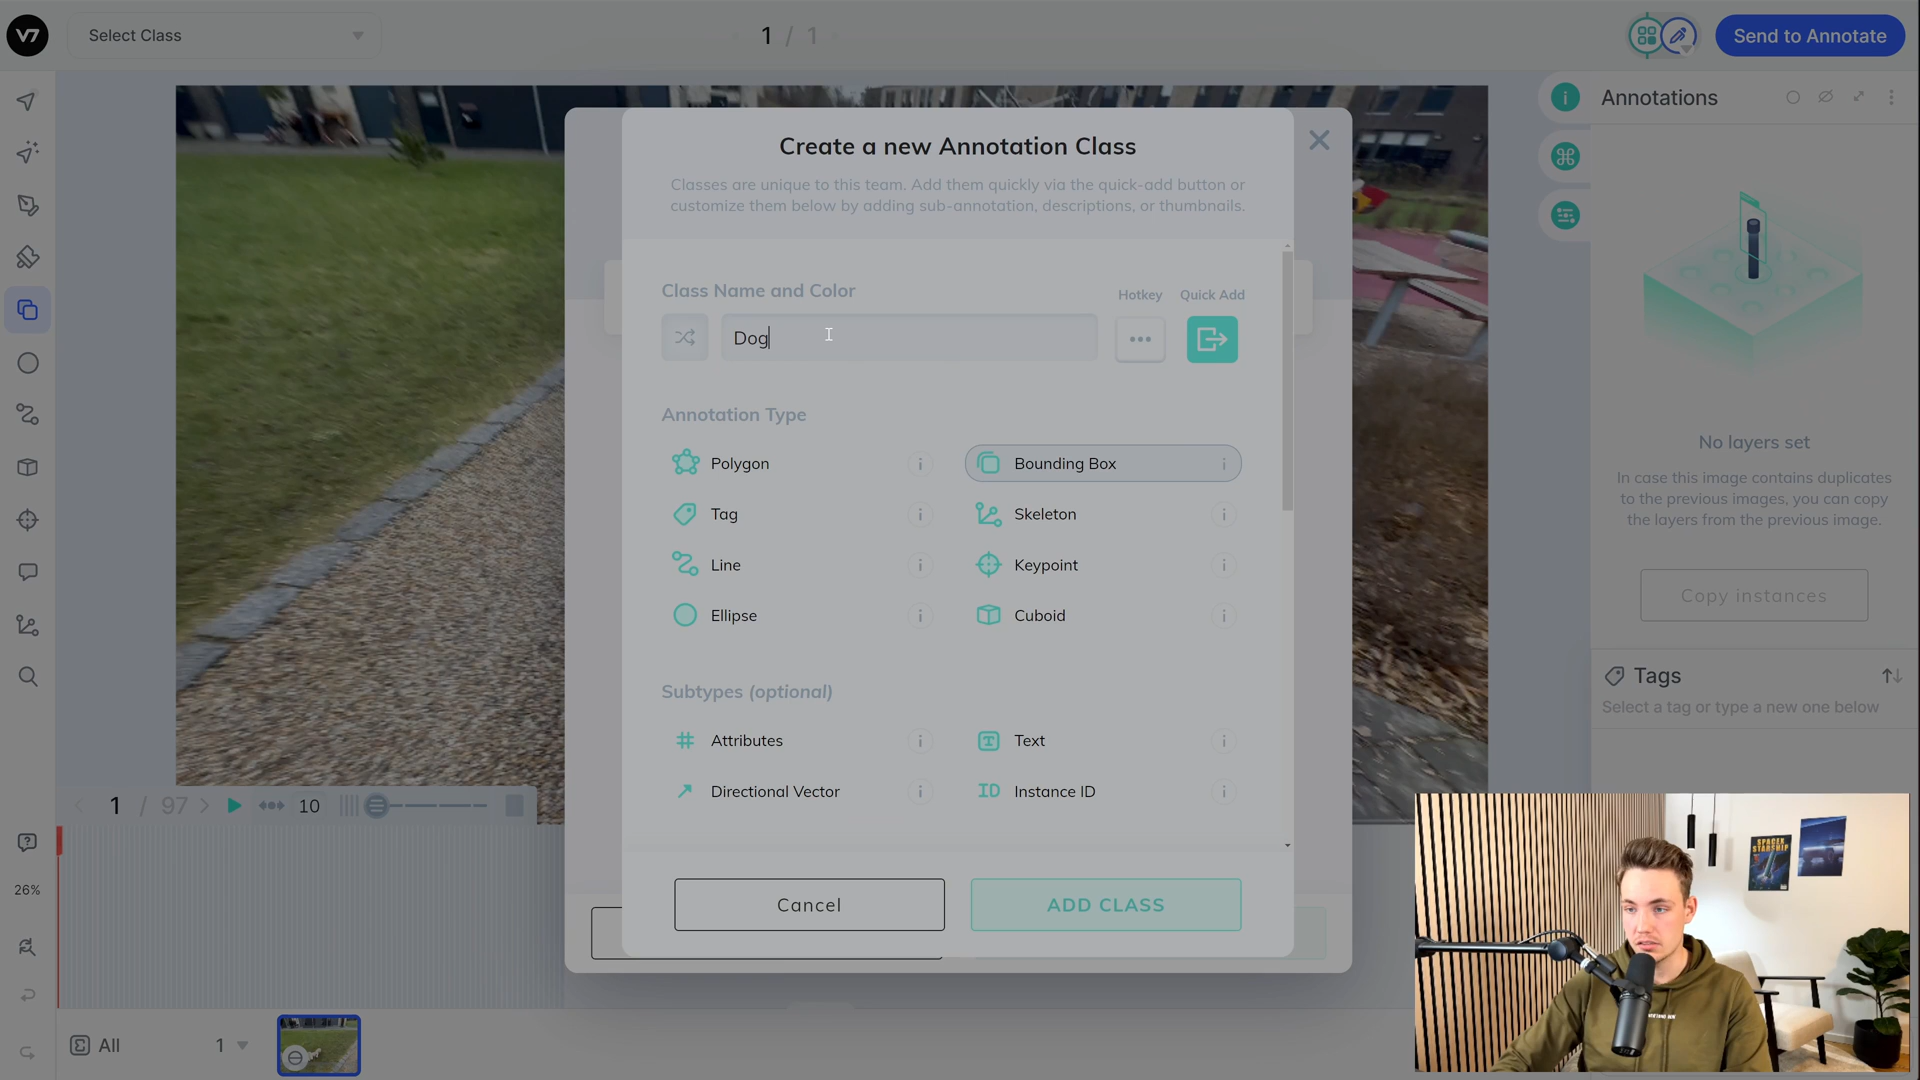 V7
Select Class
1 / 1
Send to Annotate
Create a new Annotation Class
Classes are unique to this team. Add them quickly via the quick-add button or
customize them below by adding sub-annotation, descriptions, or thumbnails.
Class Name and Color
Hotkey
Quick Add
Dog
Annotation Type
Polygon
Bounding Box
Tag
Skeleton
Line
Keypoint
Ellipse
Cuboid
Subtypes (optional)
Attributes
Text
Directional Vector
Instance ID
Cancel
ADD CLASS
Annotations
No layers set
In case this image contains duplicates
to the previous images, you can copy
the layers from the previous image.
Copy instances
Tags
Select a tag or type a new one below
1 / 97
10
26%
All
1
SPACEX
STARSHIP